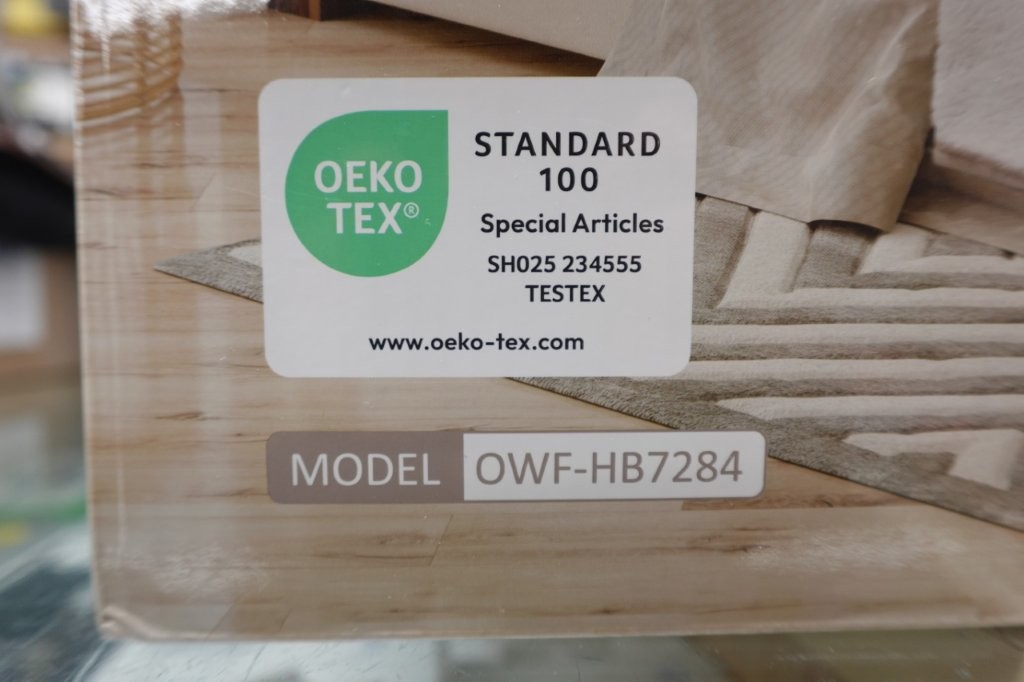 OEKO
TEX®
STANDARD
100
Special Articles
SH025 234555
TESTEX
www.oeko-tex.com
MODEL OWF-HB7284